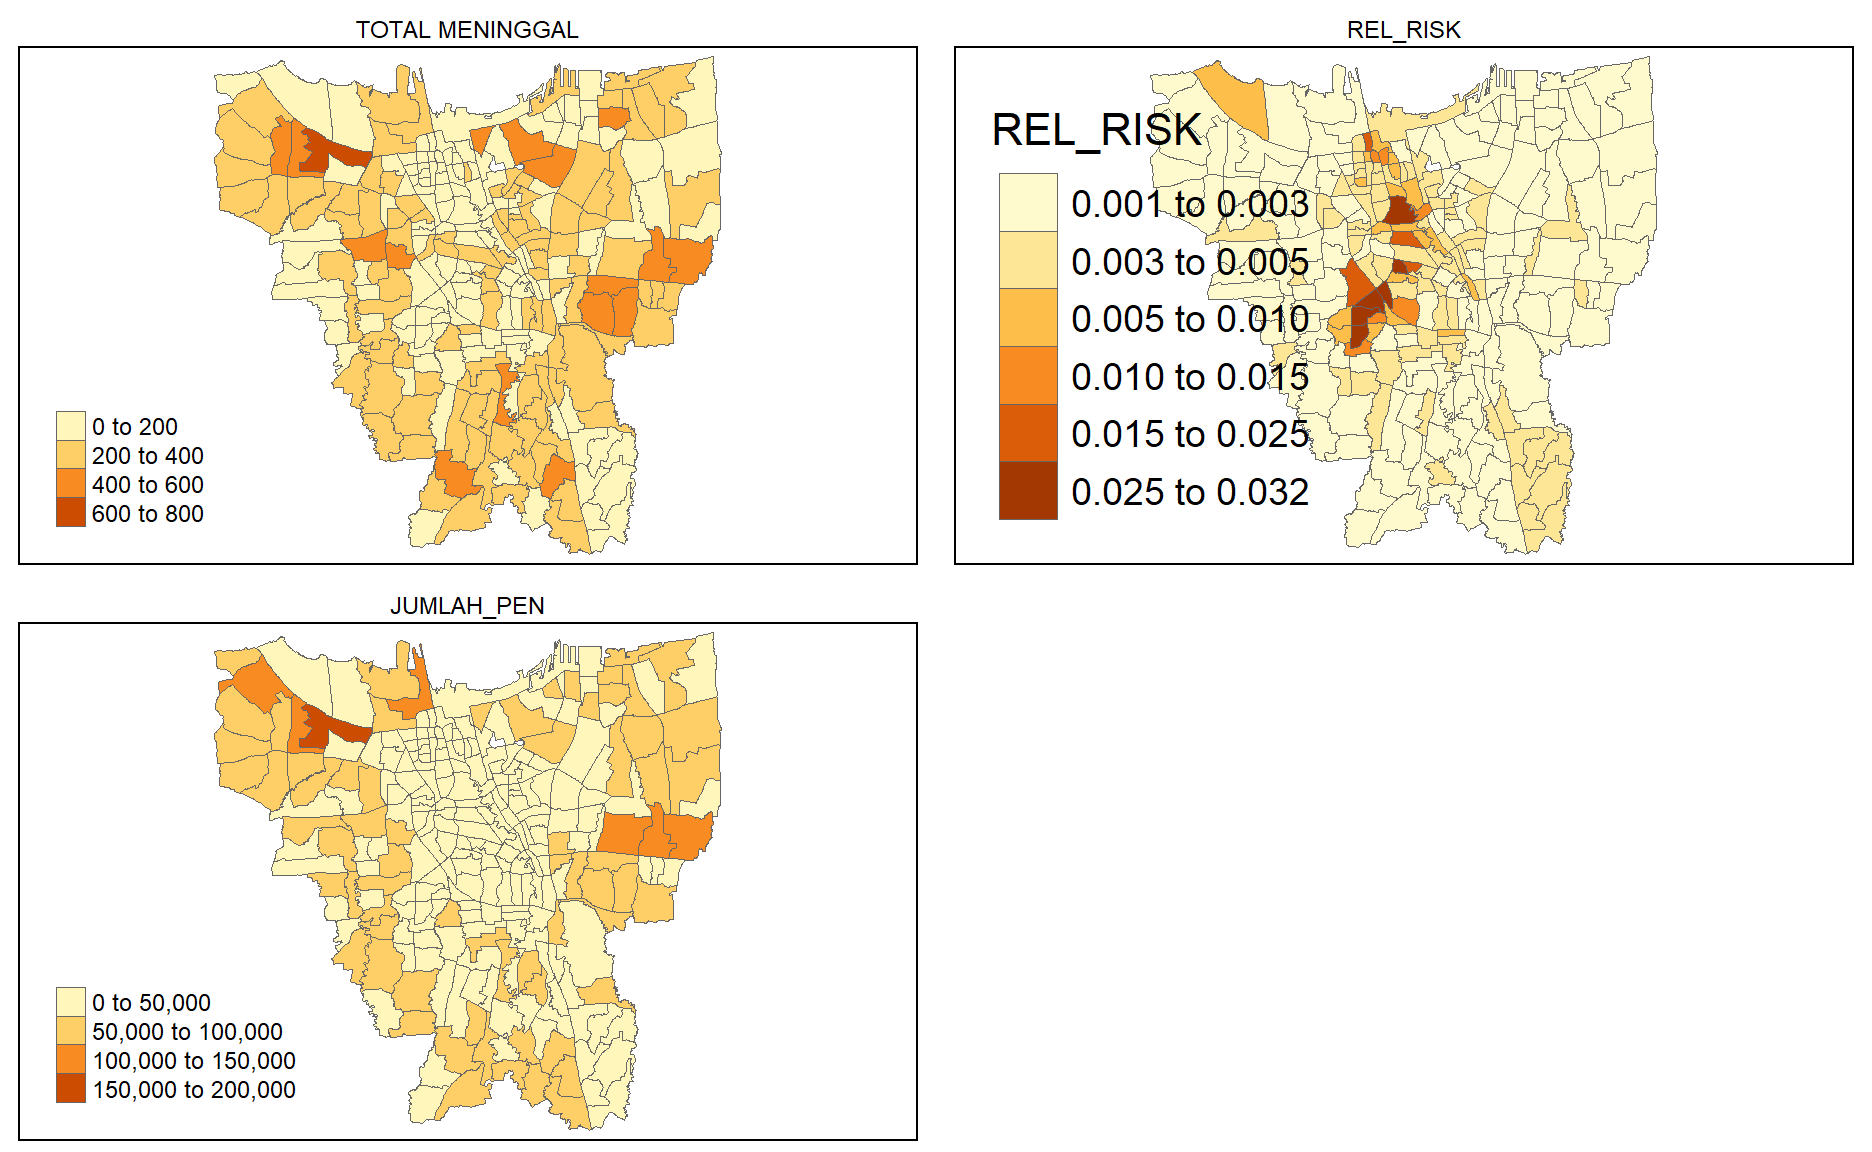 TOTAL MENINGGAL
0 to 200
200 to 400
400 to 600
600 to 800
REL_RISK
REL_RISK
0.001 to 0.003
0.003 to 0.005
0.005 to 0.010
0.010 to 0.015
0.015 to 0.025
0.025 to 0.032
JUMLAH_PEN
0 to 50,000
50,000 to 100,000
100,000 to 150,000
150,000 to 200,000